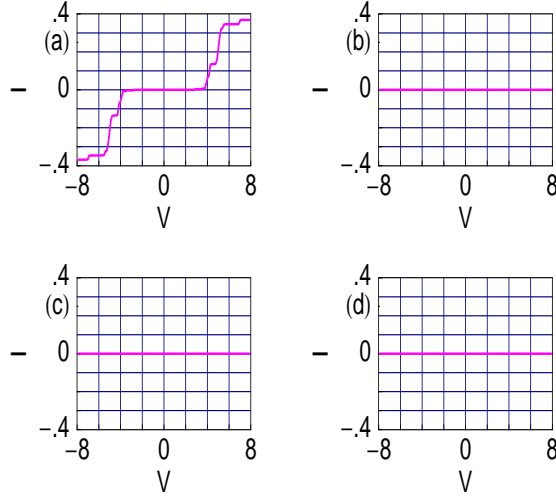 .4 (a) I 0 −.4 −8 0 8 V
.4 (b) I 0 −.4 −8 0 8 V
.4 (c) I 0 −.4 −8 0 8 V
.4 (d) I 0 −.4 −8 0 8 V